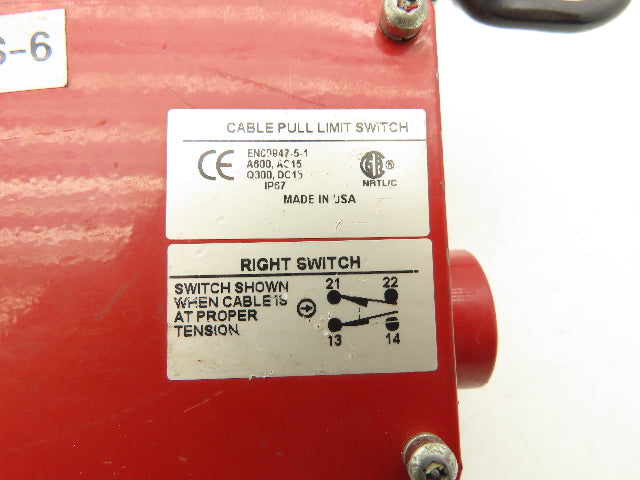 S-6
CABLE PULL LIMIT SWITCH
CE
EN60947-5-1
A600, AC15
Q300, DC13
IP67
NRTL/C
MADE IN USA
RIGHT SWITCH
SWITCH SHOWN
WHEN CABLE IS
AT PROPER
TENSION.
21 22
13 14